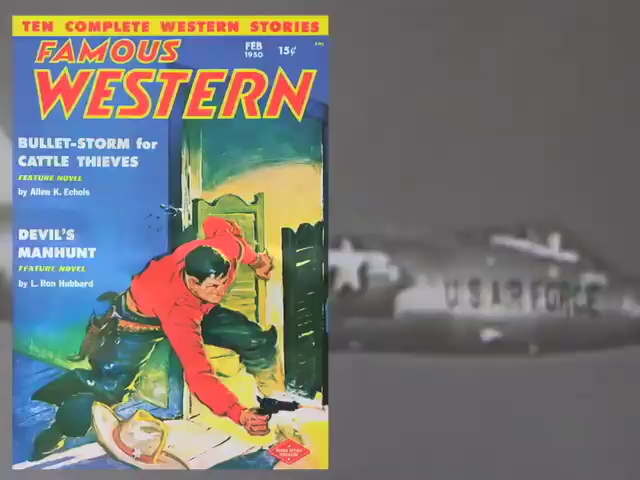 TEN COMPLETE WESTERN STORIES
FAMOUS
FEB
1950
15¢
WESTERN
BULLET-STORM for
CATTLE THIEVES
FEATURE NOVEL
by Allen K. Echols
DEVIL'S
MANHUNT
FEATURE NOVEL
by L. Ron Hubbard
U S AIR FORCE